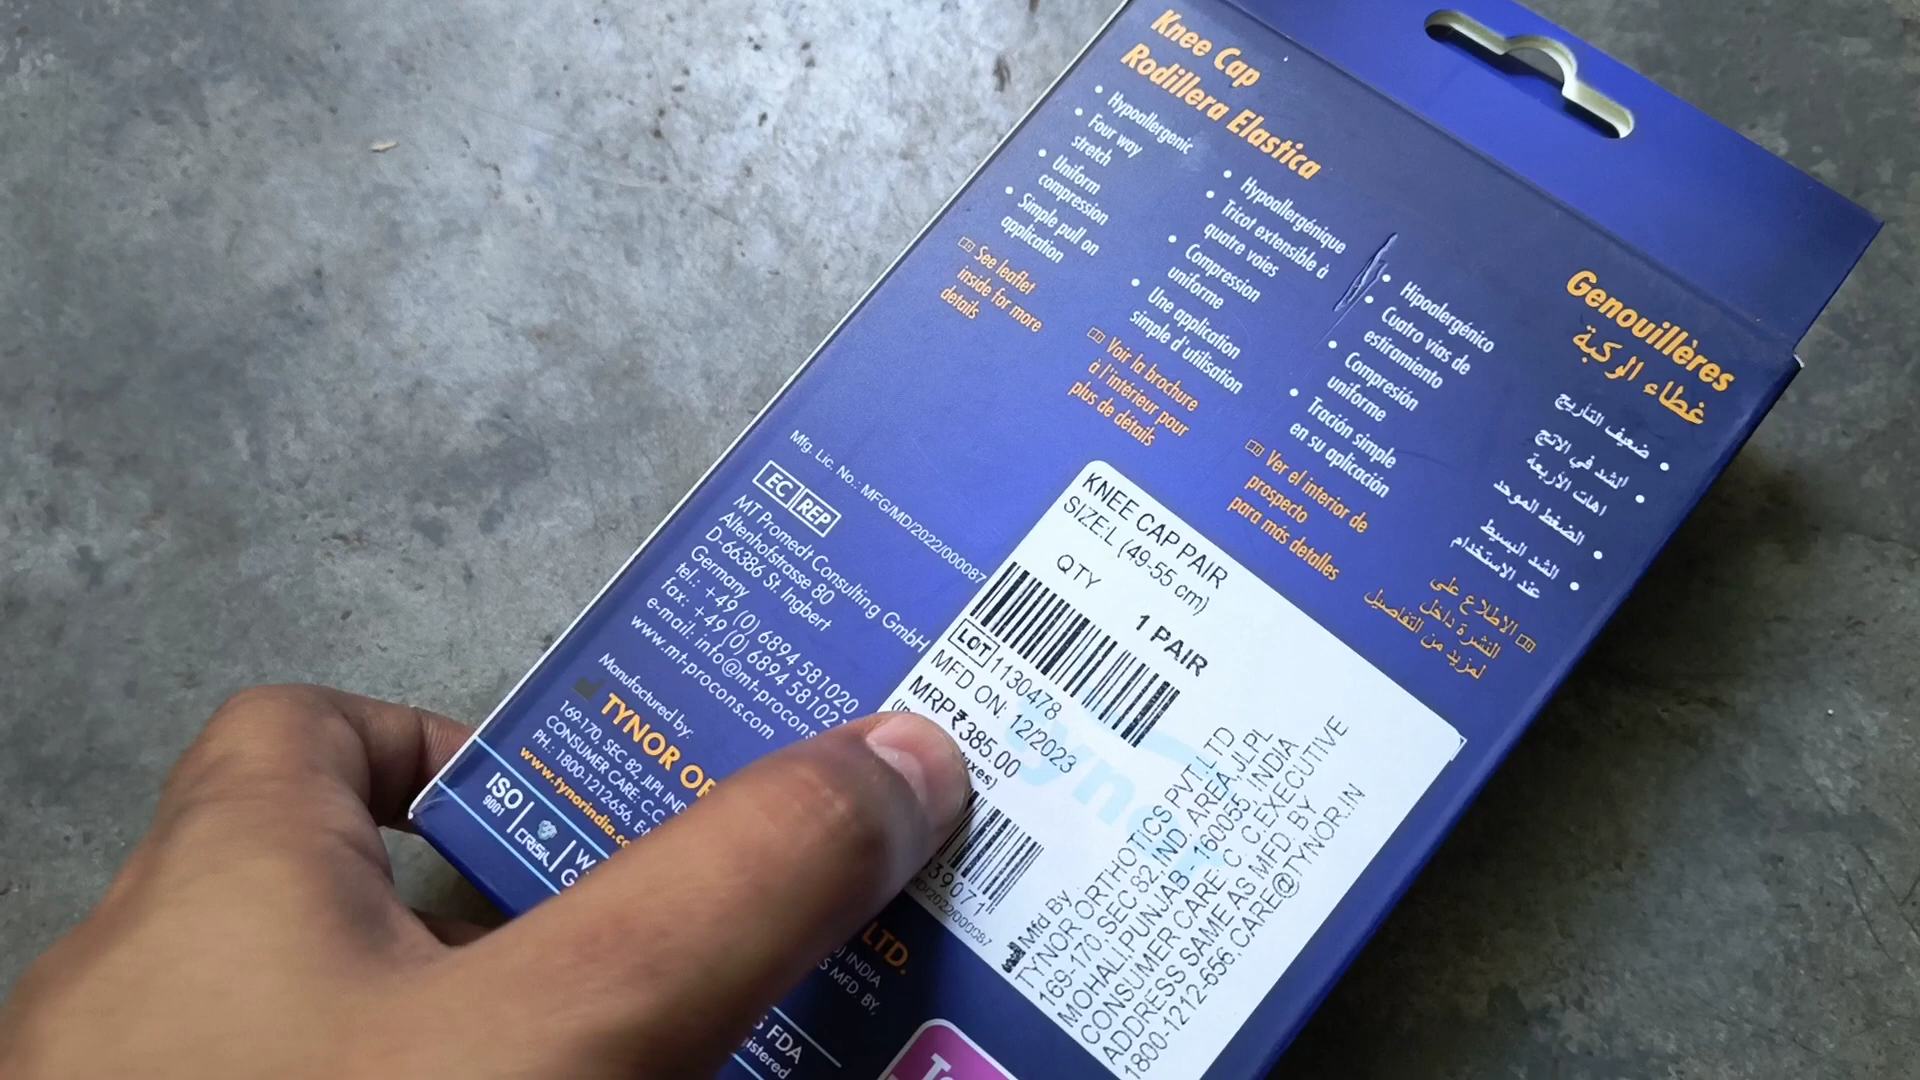 Knee Cap
Rodillera Elastica
Genouillères
غطاء الركبة
• Hypoallergenic
• Four way
stretch
• Uniform
compression
• Simple pull on
application
See leaflet
inside for more
details
• Hypoallergénique
• Tricot extensible à
quatre voies
• Compression
uniforme
• Une application
simple d'utilisation
Voir la brochure
à l'intérieur pour
plus de détails
• Hipoalergénico
• Cuatro vias de
estiramiento
• Compresión
uniforme
• Tración simple
en su aplicación
Ver el interior de
prospecto
para más detalles
• ضعيف التأريج
• الشد في الاتج
اهات الأربعة
• الضغط الموحد
• الشد البسيط
عند الاستخدام
الاطلاع على
النشرة داخل
لمزيد من التفاصيل
Mfg. Lic. No.: MFG/MD/2022/000087
EC REP
MT Promedt Consulting GmbH
Altenhofstrasse 80
D-66386 St. Ingbert
Germany
tel.: +49 (0) 6894 581020
fax: +49 (0) 6894 58102
e-mail: info@mt-procons
www.mt-procons.com
Manufactured by:
TYNOR OR
169-170, SEC 82, JLPL IND
CONSUMER CARE: C.C.
PH.: 1800-1212656,
www.tynorindia.co
LTD.
INDIA
S MFD. BY,
ISO
9001
CRISIL
W
G
FDA
istered
KNEE CAP PAIR
SIZE:L (49-55 cm)
QTY 1 PAIR
LOT 1130478
MFD ON: 12/2023
MRP ₹385.00
axes)
39071
MD/2022/000087
Mfd By
TYNOR ORTHOTICS PVT.LTD
169-170. SEC 82,IND. AREA,JLPL
MOHALI,PUNJAB - 160055, INDIA
CONSUMER CARE: C. C.EXECUTIVE
ADDRESS SAME AS MFD. BY
1800-1212-656,CARE@TYNOR.IN